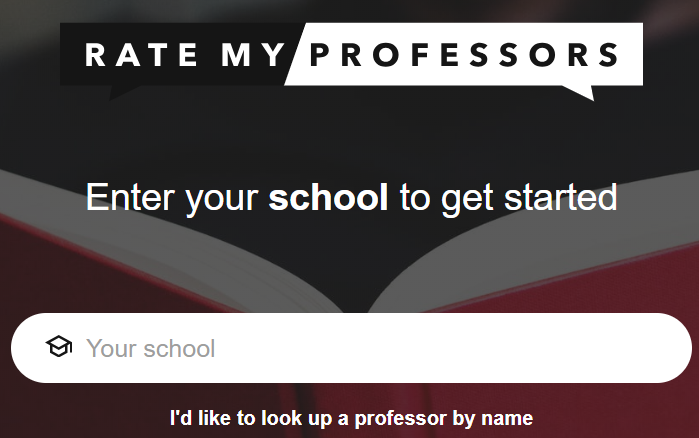 RATE MY PROFESSORS
Enter your school to get started
Your school
I'd like to look up a professor by name